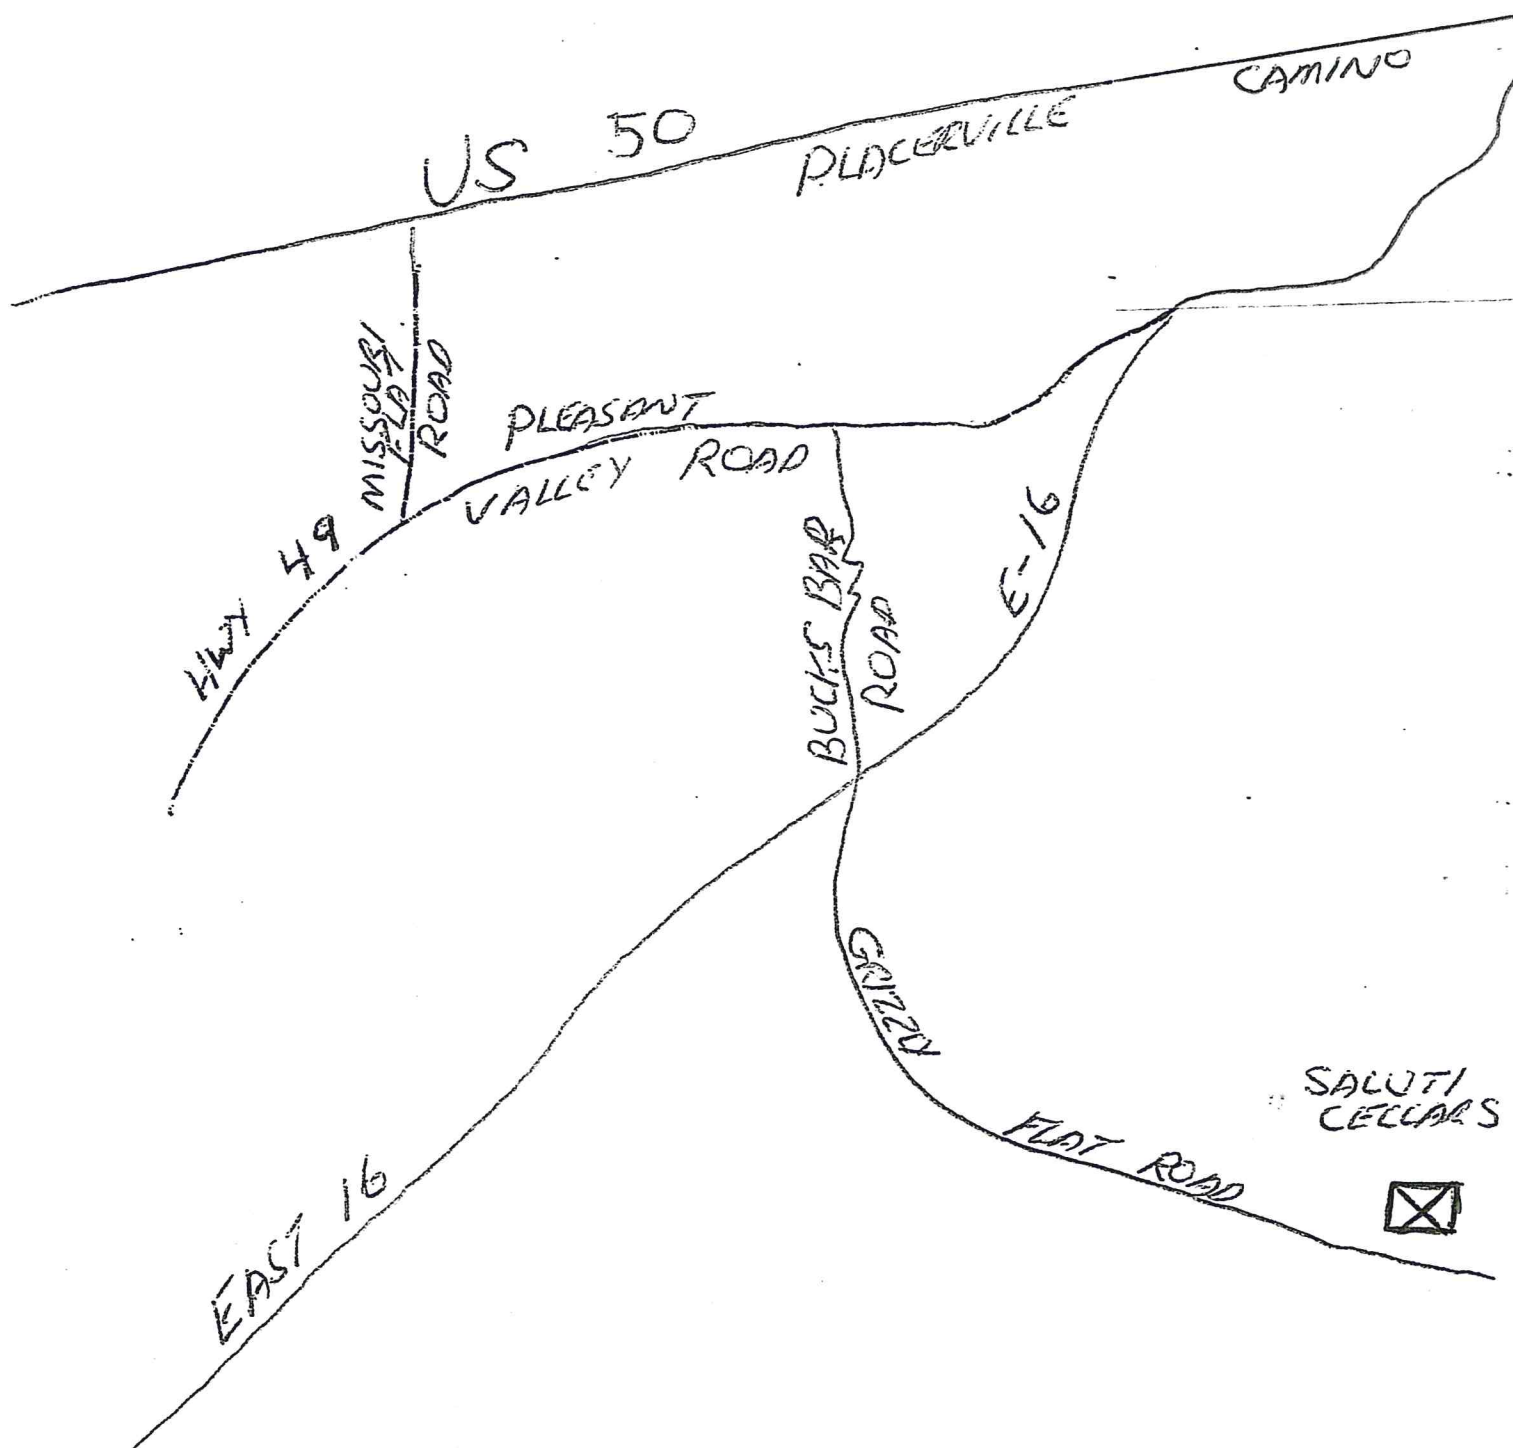 US 50
PLACERVILLE
CAMINO
MISSOURI
FLAT
ROAD
PLEASANT
VALLEY ROAD
HWY 49
BUCKS BAR
ROAD
E-16
GRIZZLY
FLAT ROAD
EAST 16
SALUTI
CELLARS